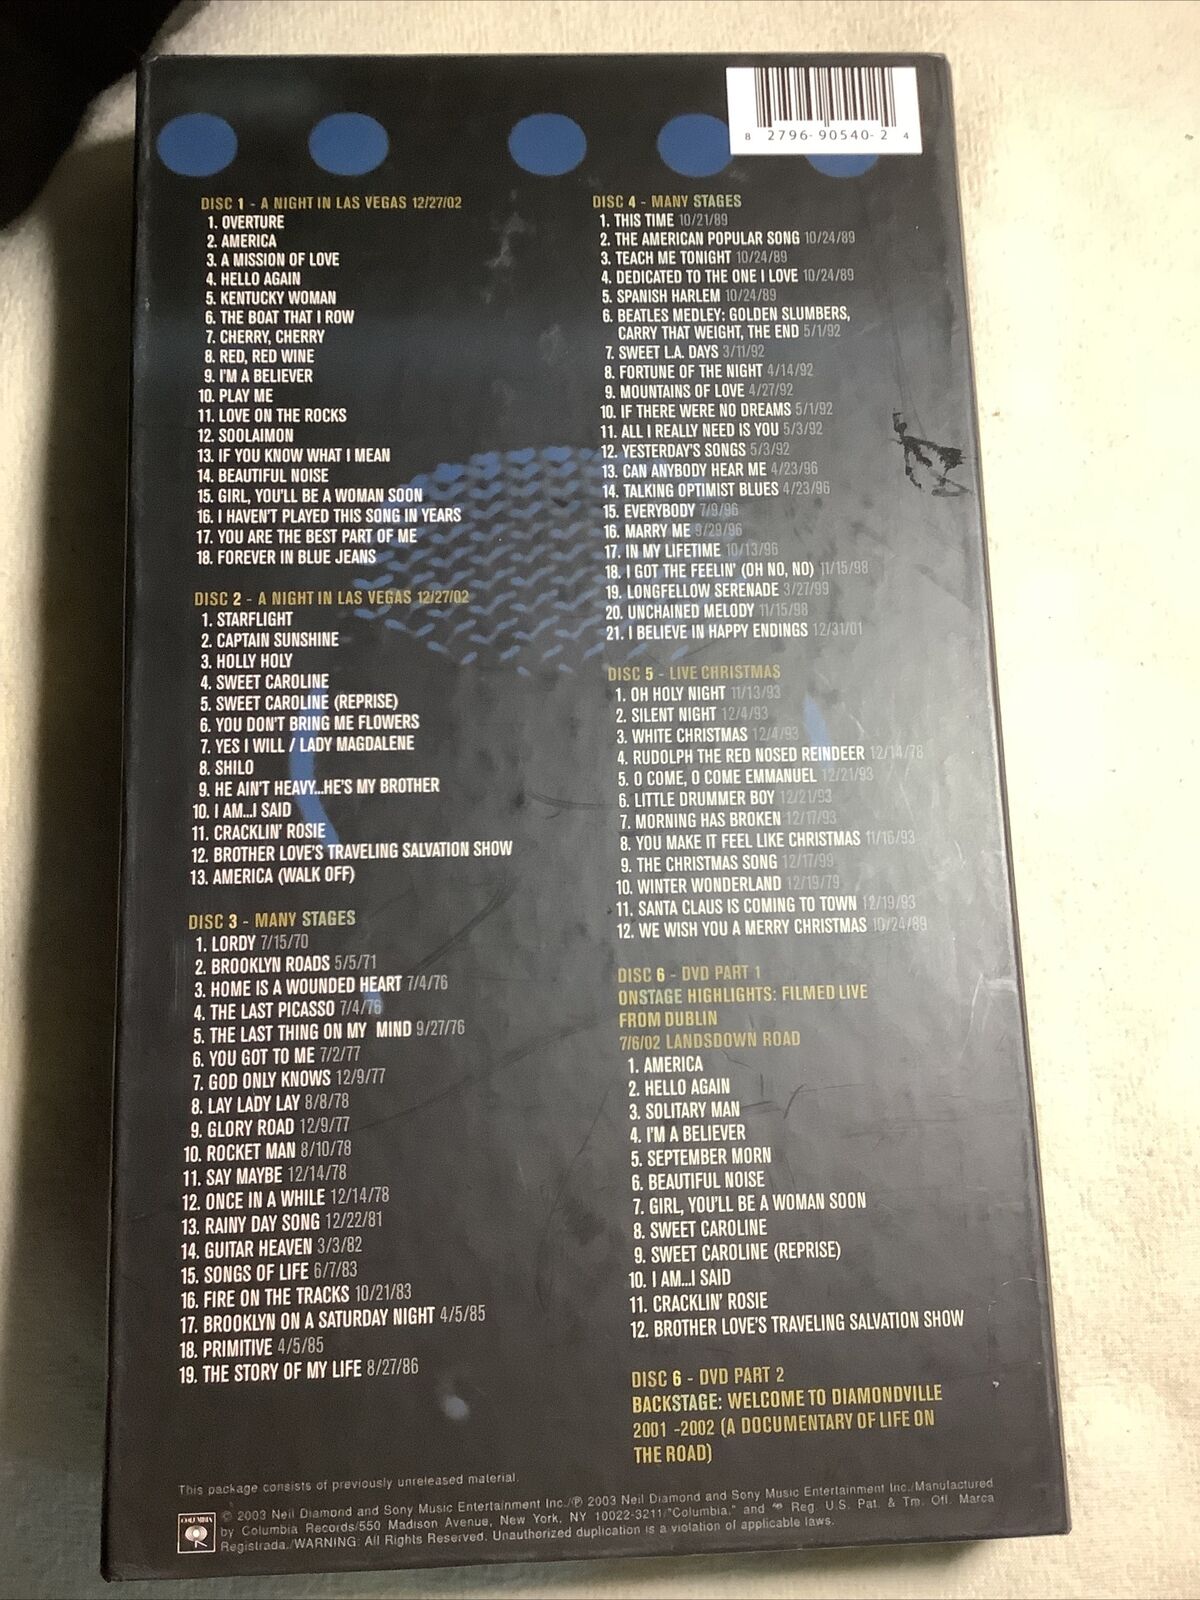 8 2796-90540-2 4
DISC 1 - A NIGHT IN LAS VEGAS 12/27/02
1. OVERTURE
2. AMERICA
3. A MISSION OF LOVE
4. HELLO AGAIN
5. KENTUCKY WOMAN
6. THE BOAT THAT I ROW
7. CHERRY, CHERRY
8. RED, RED WINE
9. I'M A BELIEVER
10. PLAY ME
11. LOVE ON THE ROCKS
12. SOOLAIMON
13. IF YOU KNOW WHAT I MEAN
14. BEAUTIFUL NOISE
15. GIRL, YOU'LL BE A WOMAN SOON
16. I HAVEN'T PLAYED THIS SONG IN YEARS
17. YOU ARE THE BEST PART OF ME
18. FOREVER IN BLUE JEANS
DISC 2 - A NIGHT IN LAS VEGAS 12/27/02
1. STARFLIGHT
2. CAPTAIN SUNSHINE
3. HOLLY HOLY
4. SWEET CAROLINE
5. SWEET CAROLINE (REPRISE)
6. YOU DON'T BRING ME FLOWERS
7. YES I WILL / LADY MAGDALENE
8. SHILO
9. HE AIN'T HEAVY...HE'S MY BROTHER
10. I AM...I SAID
11. CRACKLIN' ROSIE
12. BROTHER LOVE'S TRAVELING SALVATION SHOW
13. AMERICA (WALK OFF)
DISC 3 - MANY STAGES
1. LORDY 7/15/70
2. BROOKLYN ROADS 5/5/71
3. HOME IS A WOUNDED HEART 7/4/76
4. THE LAST PICASSO 7/4/76
5. THE LAST THING ON MY MIND 9/27/76
6. YOU GOT TO ME 7/2/77
7. GOD ONLY KNOWS 12/9/77
8. LAY LADY LAY 8/8/78
9. GLORY ROAD 12/9/77
10. ROCKET MAN 8/10/78
11. SAY MAYBE 12/14/78
12. ONCE IN A WHILE 12/14/78
13. RAINY DAY SONG 12/22/81
14. GUITAR HEAVEN 3/3/82
15. SONGS OF LIFE 6/7/83
16. FIRE ON THE TRACKS 10/21/83
17. BROOKLYN ON A SATURDAY NIGHT 4/5/85
18. PRIMITIVE 4/5/85
19. THE STORY OF MY LIFE 8/27/86
DISC 4 - MANY STAGES
1. THIS TIME 10/21/89
2. THE AMERICAN POPULAR SONG 10/24/89
3. TEACH ME TONIGHT 10/24/89
4. DEDICATED TO THE ONE I LOVE 10/24/89
5. SPANISH HARLEM 10/24/89
6. BEATLES MEDLEY: GOLDEN SLUMBERS,
CARRY THAT WEIGHT, THE END 5/1/92
7. SWEET L.A. DAYS 3/11/92
8. FORTUNE OF THE NIGHT 4/14/92
9. MOUNTAINS OF LOVE 4/27/92
10. IF THERE WERE NO DREAMS 5/1/92
11. ALL I REALLY NEED IS YOU 5/3/92
12. YESTERDAY'S SONGS 5/3/92
13. CAN ANYBODY HEAR ME 4/23/96
14. TALKING OPTIMIST BLUES 4/23/96
15. EVERYBODY 7/9/96
16. MARRY ME 9/29/96
17. IN MY LIFETIME 10/13/96
18. I GOT THE FEELIN' (OH NO, NO) 11/15/98
19. LONGFELLOW SERENADE 3/27/99
20. UNCHAINED MELODY 11/15/98
21. I BELIEVE IN HAPPY ENDINGS 12/31/01
DISC 5 - LIVE CHRISTMAS
1. OH HOLY NIGHT 11/13/93
2. SILENT NIGHT 12/4/93
3. WHITE CHRISTMAS 12/4/93
4. RUDOLPH THE RED NOSED REINDEER 12/14/78
5. O COME, O COME EMMANUEL 12/21/93
6. LITTLE DRUMMER BOY 12/21/93
7. MORNING HAS BROKEN 12/17/93
8. YOU MAKE IT FEEL LIKE CHRISTMAS 11/16/93
9. THE CHRISTMAS SONG 12/17/99
10. WINTER WONDERLAND 12/19/79
11. SANTA CLAUS IS COMING TO TOWN 12/19/93
12. WE WISH YOU A MERRY CHRISTMAS 10/24/89
DISC 6 - DVD PART 1
ONSTAGE HIGHLIGHTS: FILMED LIVE
FROM DUBLIN
7/6/02 LANDSDOWN ROAD
1. AMERICA
2. HELLO AGAIN
3. SOLITARY MAN
4. I'M A BELIEVER
5. SEPTEMBER MORN
6. BEAUTIFUL NOISE
7. GIRL, YOU'LL BE A WOMAN SOON
8. SWEET CAROLINE
9. SWEET CAROLINE (REPRISE)
10. I AM...I SAID
11. CRACKLIN' ROSIE
12. BROTHER LOVE'S TRAVELING SALVATION SHOW
DISC 6 - DVD PART 2
BACKSTAGE: WELCOME TO DIAMONDVILLE
2001 -2002 (A DOCUMENTARY OF LIFE ON
THE ROAD)
This package consists of previously unreleased material.
COLUMBIA
© 2003 Neil Diamond and Sony Music Entertainment Inc./℗ 2003 Neil Diamond and Sony Music Entertainment Inc./Manufactured
by Columbia Records/550 Madison Avenue, New York, NY 10022-3211/"Columbia," and Reg. U.S. Pat. & Tm. Off. Marca
Registrada./WARNING: All Rights Reserved. Unauthorized duplication is a violation of applicable laws.